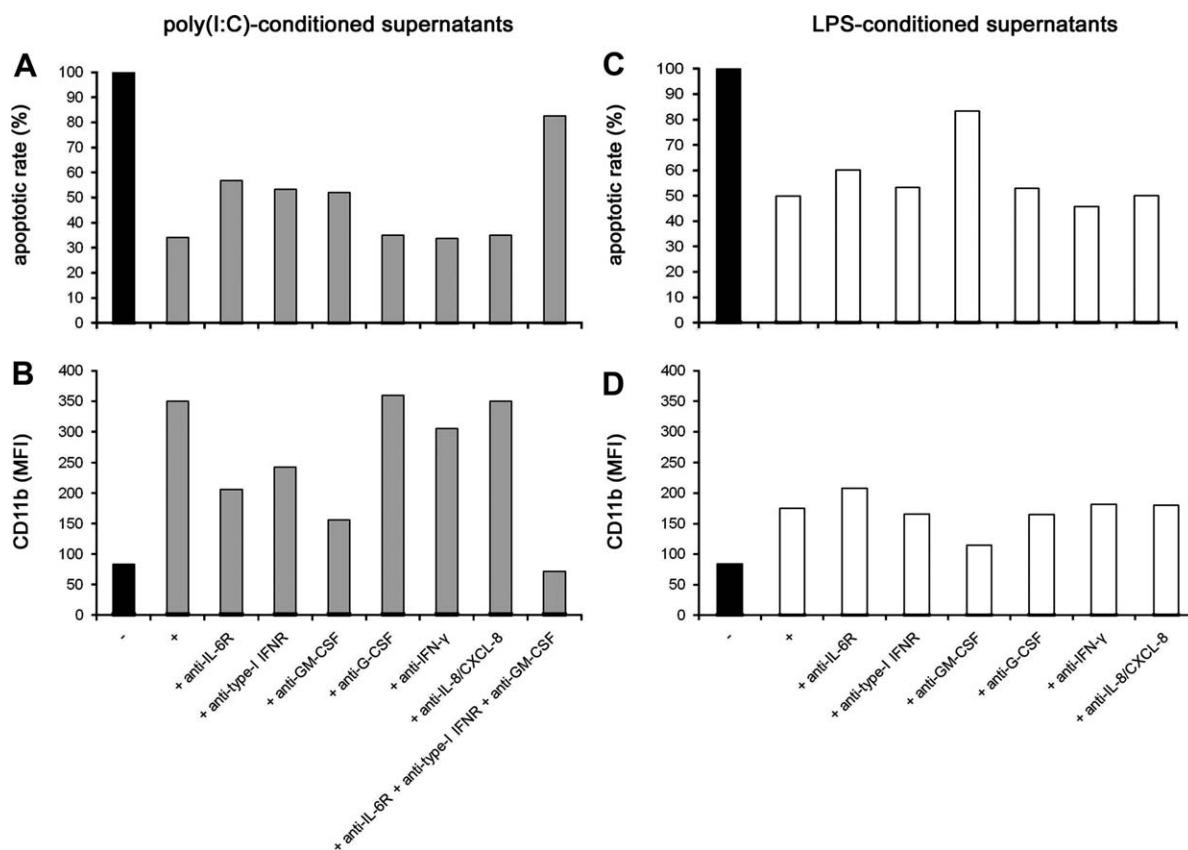 poly(I:C)-conditioned supernatants
LPS-conditioned supernatants
A
apoptotic rate (%)
100
90
80
70
60
50
40
30
20
10
0
C
apoptotic rate (%)
100
90
80
70
60
50
40
30
20
10
0
B
CD11b (MFI)
400
350
300
250
200
150
100
50
0
-
+
+ anti-IL-6R
+ anti-type-I IFNR
+ anti-GM-CSF
+ anti-G-CSF
+ anti-IFN-γ
+ anti-IL-8/CXCL-8
+ anti-IL-6R + anti-type-I IFNR + anti-GM-CSF
D
CD11b (MFI)
400
350
300
250
200
150
100
50
0
-
+
+ anti-IL-6R
+ anti-type-I IFNR
+ anti-GM-CSF
+ anti-G-CSF
+ anti-IFN-γ
+ anti-IL-8/CXCL-8